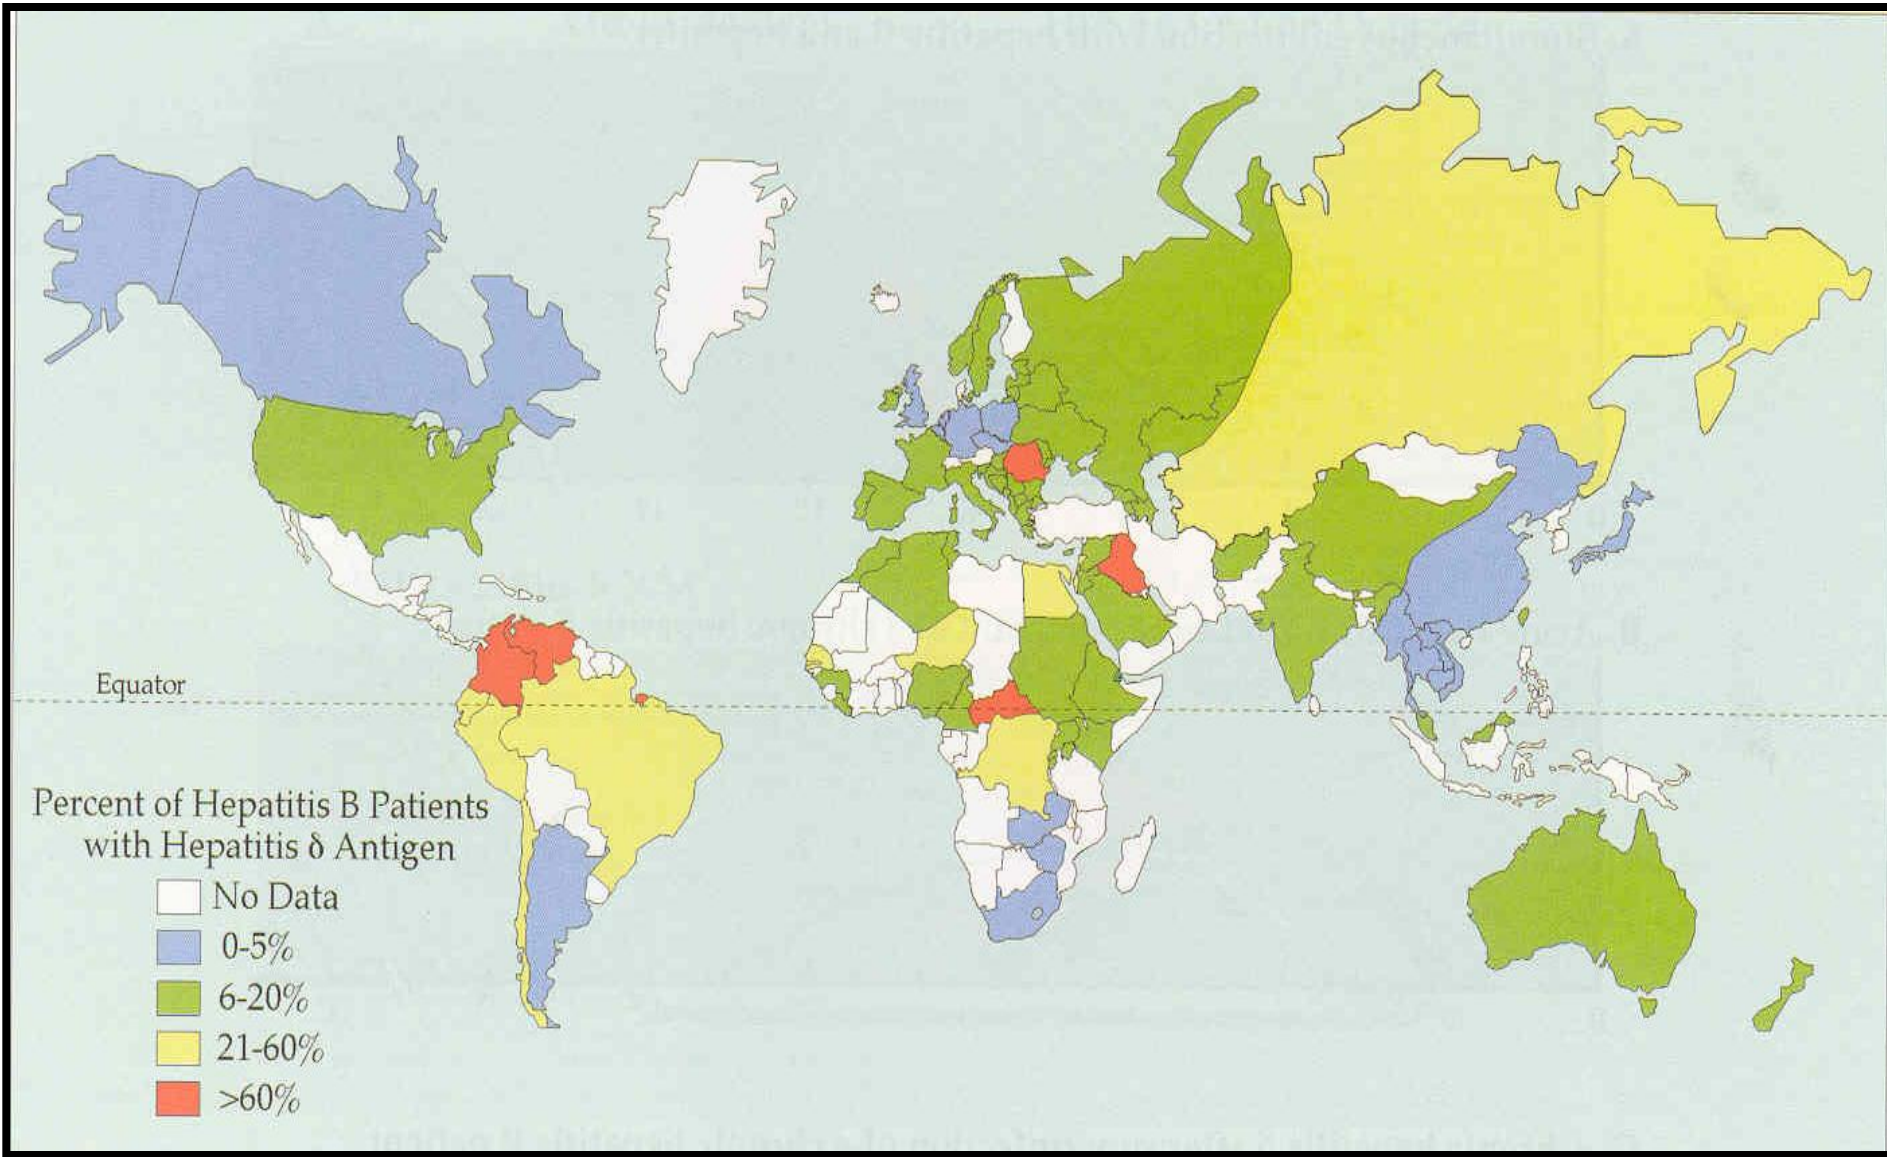 Equator
Percent of Hepatitis B Patients
with Hepatitis δ Antigen
No Data
0-5%
6-20%
21-60%
>60%